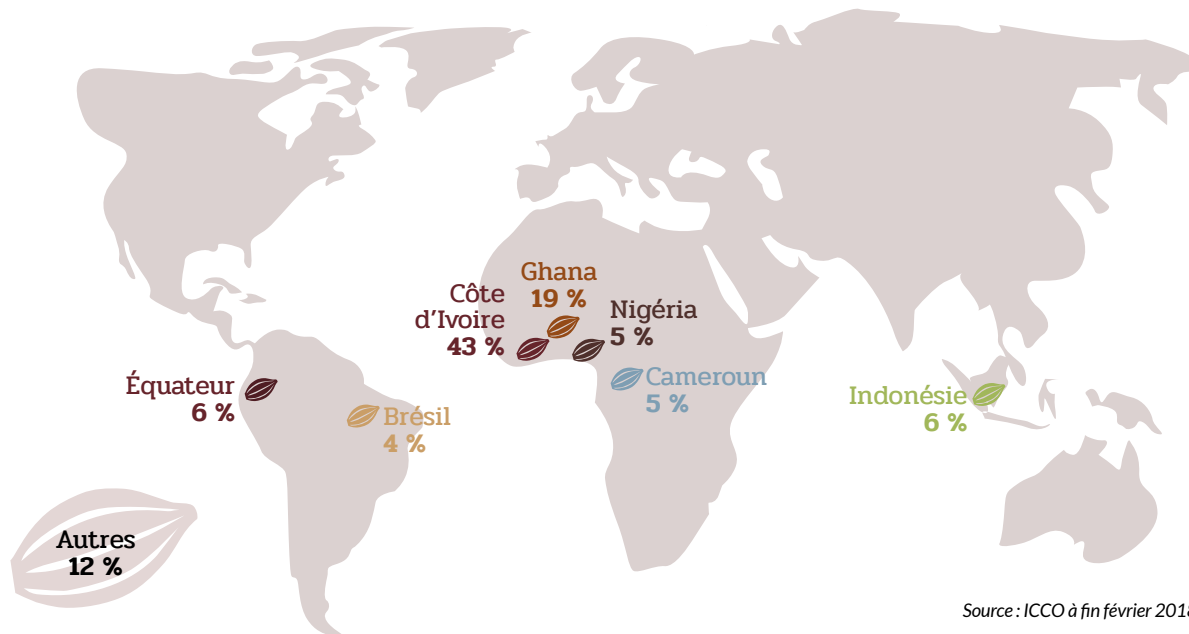 Ghana
19 %
Côte
d'Ivoire
43 %
Nigéria
5 %
Équateur
6 %
Brésil
4 %
Cameroun
5 %
Indonésie
6 %
Autres
12 %
Source : ICCO à fin février 2018